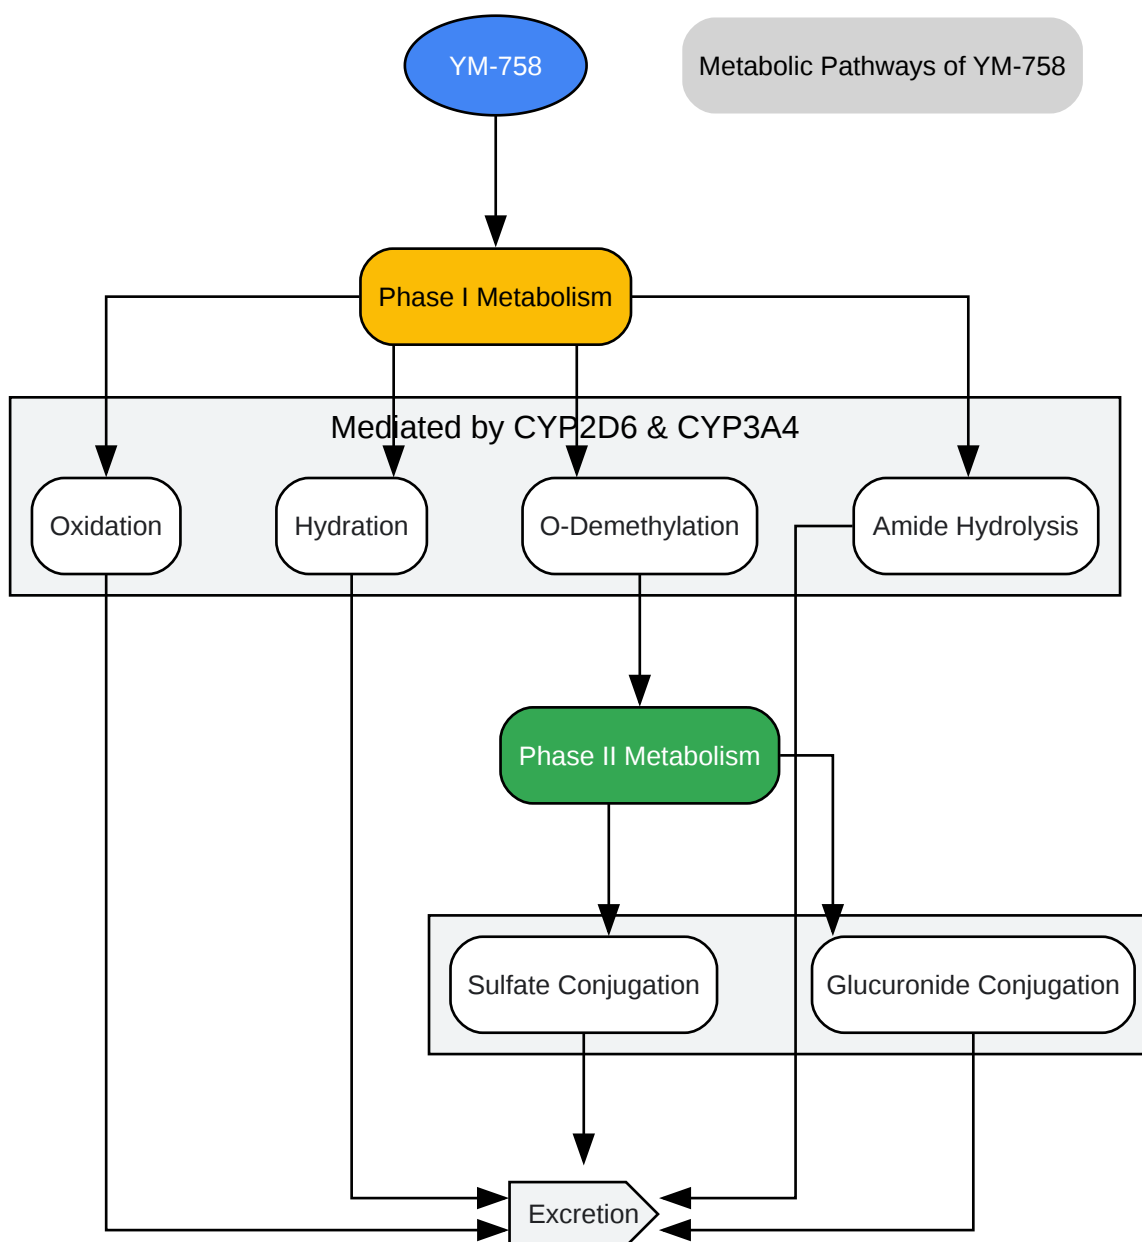 YM-758
Metabolic Pathways of YM-758
Phase I Metabolism
Mediated by CYP2D6 & CYP3A4
Oxidation
Hydration
O-Demethylation
Amide Hydrolysis
Phase II Metabolism
Sulfate Conjugation
Glucuronide Conjugation
Excretion